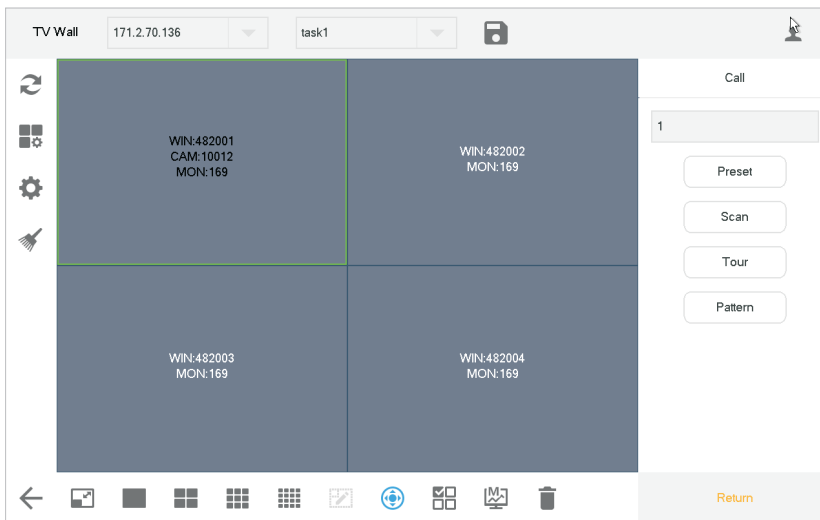 TV Wall
171.2.70.136
task1
Call
1
WIN:482001
CAM:10012
MON:169
WIN:482002
MON:169
Preset
Scan
Tour
Pattern
WIN:482003
MON:169
WIN:482004
MON:169
M
Return